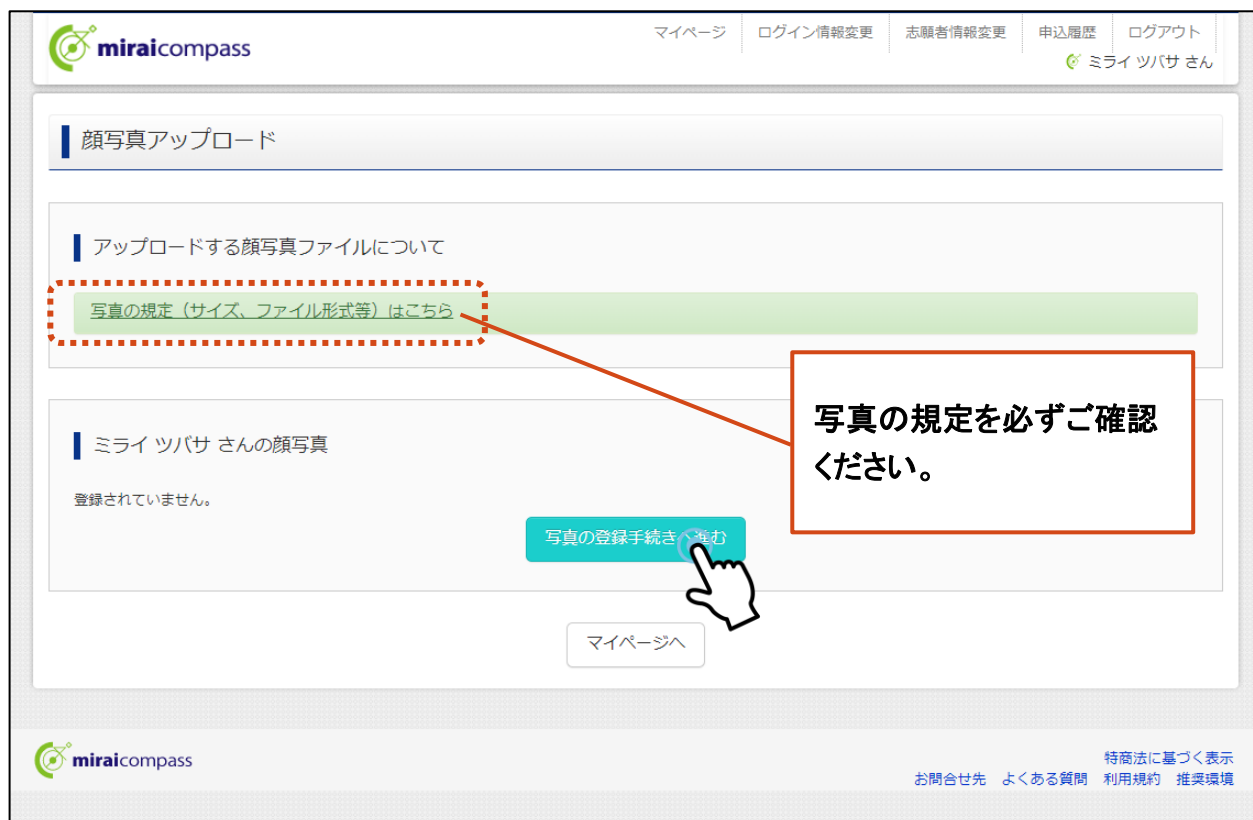 miraicompass
マイページ ログイン情報変更 志願者情報変更 申込履歴 ログアウト
ミライ ツバサ さん
顔写真アップロード
アップロードする顔写真ファイルについて
写真の規定（サイズ、ファイル形式等）はこちら
写真の規定を必ずご確認
ください。
ミライ ツバサ さんの顔写真
登録されていません。
写真の登録手続きへ進む
マイページへ
miraicompass
特商法に基づく表示
お問合せ先 よくある質問 利用規約 推奨環境